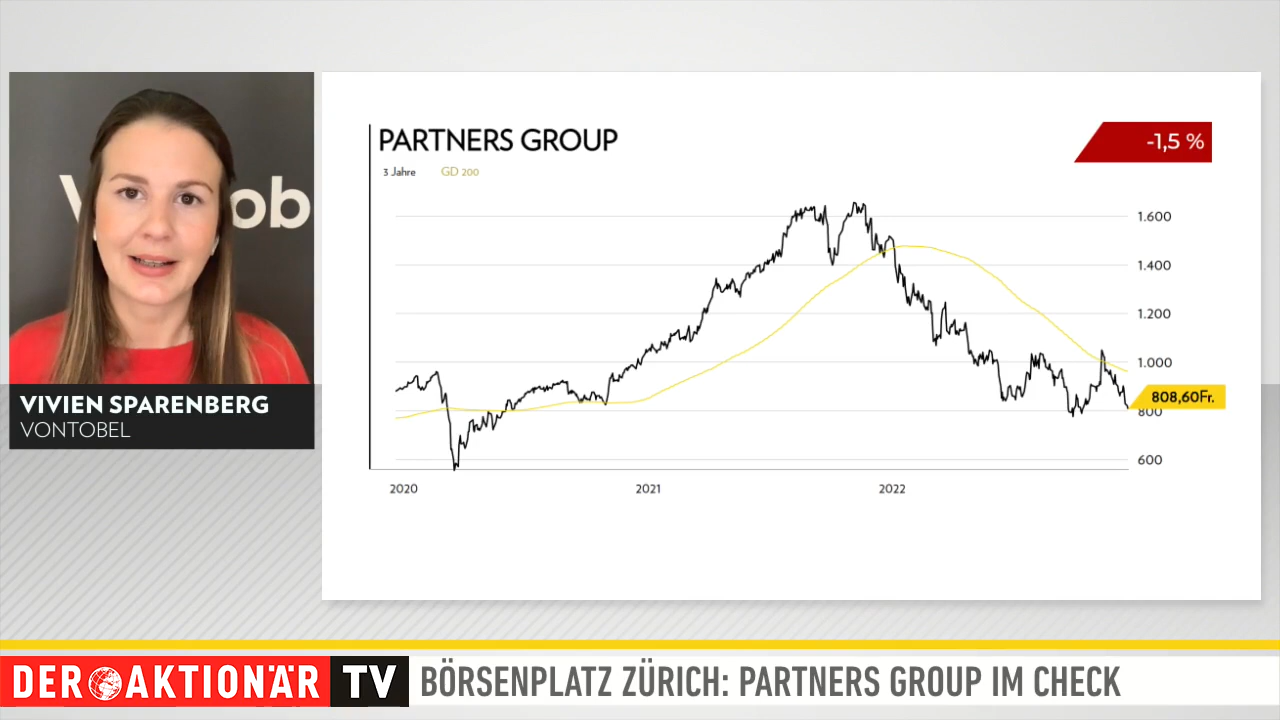 V
ob
VIVIEN SPARENBERG
VONTOBEL
PARTNERS GROUP
-1,5 %
3 Jahre GD 200
1.600
1.400
1.200
1.000
808,60Fr.
800
600
2020 2021 2022
DER AKTIONÄR TV
BÖRSENPLATZ ZÜRICH: PARTNERS GROUP IM CHECK